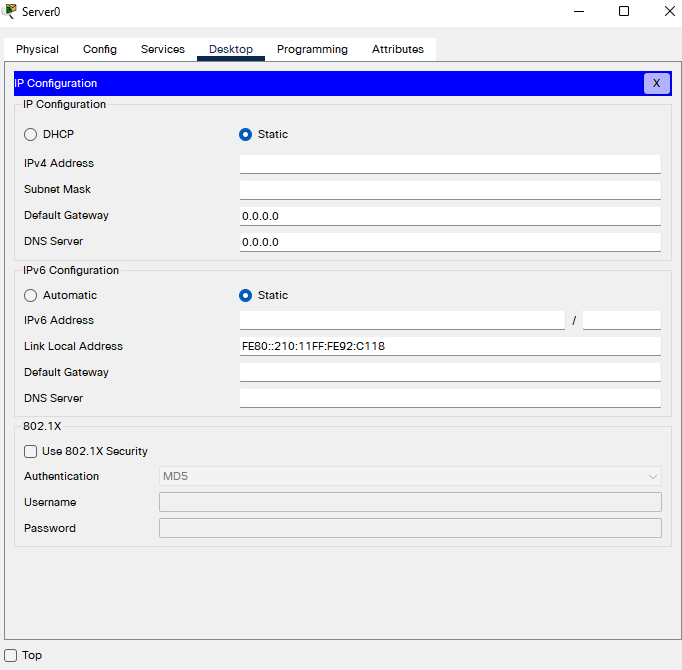 Server0
Physical Config Services Desktop Programming Attributes
IP Configuration X
IP Configuration
DHCP Static
IPv4 Address
Subnet Mask
Default Gateway 0.0.0.0
DNS Server 0.0.0.0
IPv6 Configuration
Automatic Static
IPv6 Address /
Link Local Address FE80::210:11FF:FE92:C118
Default Gateway
DNS Server
802.1X
Use 802.1X Security
Authentication MD5
Username
Password
Top